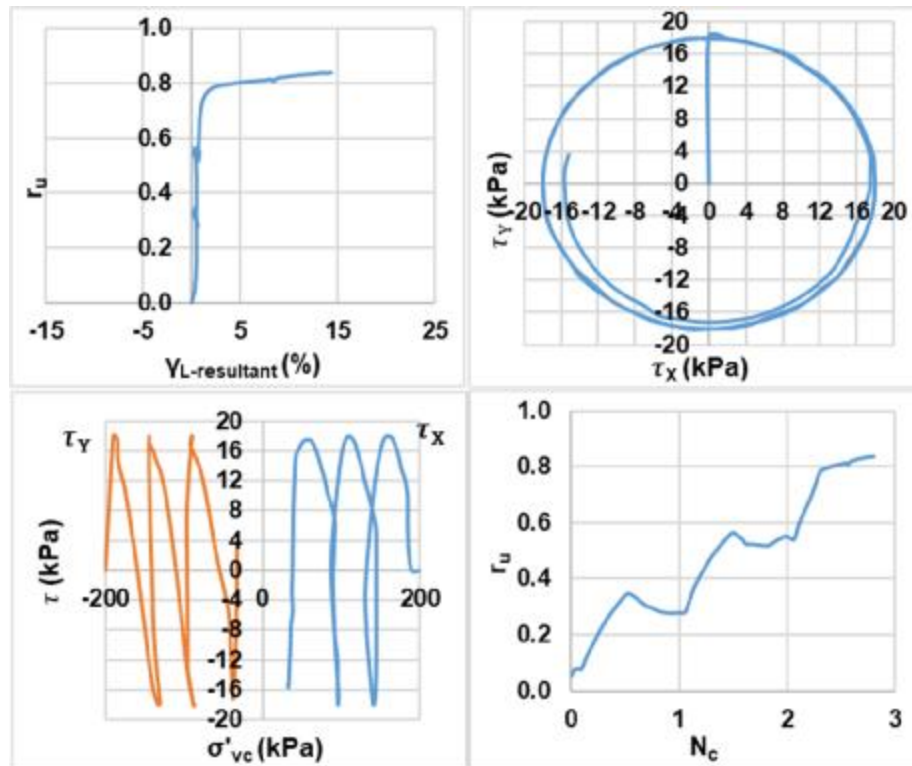 1.0
0.8
0.6
r_u
0.4
0.2
0.0
-15 -5 5 15 25
γ_L-resultant (%)
20
16
12
8
4
0
-20 -16 -12 -8 -4 0 4 8 12 16 20
-4
-8
-12
-16
-20
τ_Y (kPa)
τ_X (kPa)
τ_Y 20 τ_X
16
12
8
4
0
-200 0 200
-4
-8
-12
-16
-20
τ (kPa)
σ'_vc (kPa)
1.0
0.8
0.6
r_u
0.4
0.2
0.0
0 1 2 3
N_c